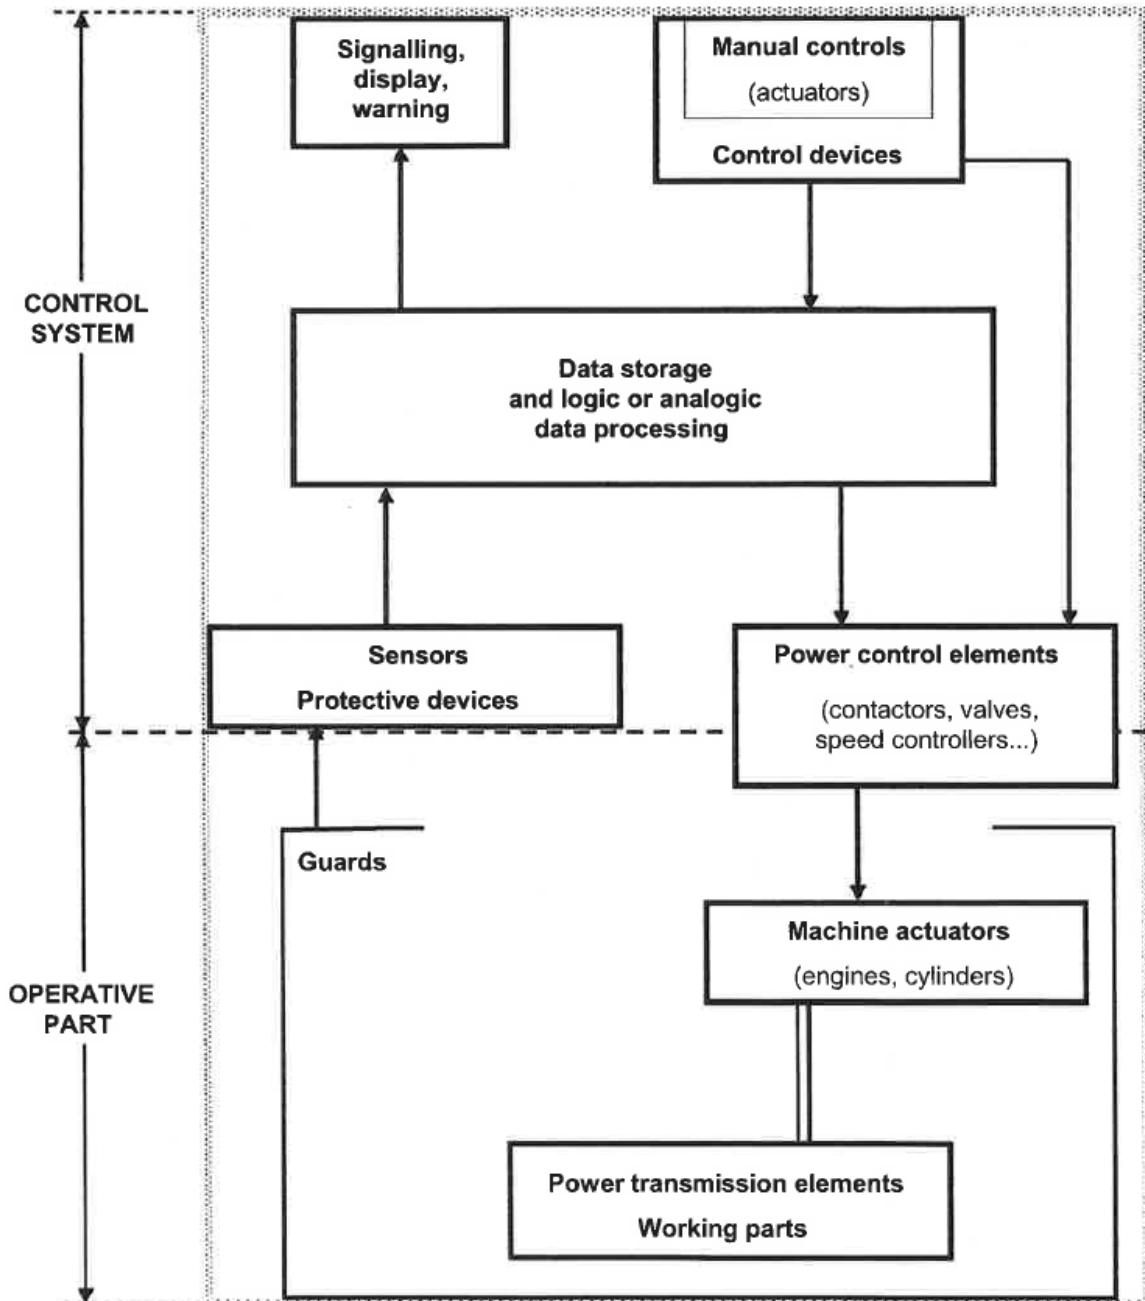 Signalling,
display,
warning
Manual controls
(actuators)
Control devices
CONTROL
SYSTEM
Data storage
and logic or analogic
data processing
Sensors
Protective devices
Power control elements
(contactors, valves,
speed controllers...)
Guards
Machine actuators
(engines, cylinders)
OPERATIVE
PART
Power transmission elements
Working parts